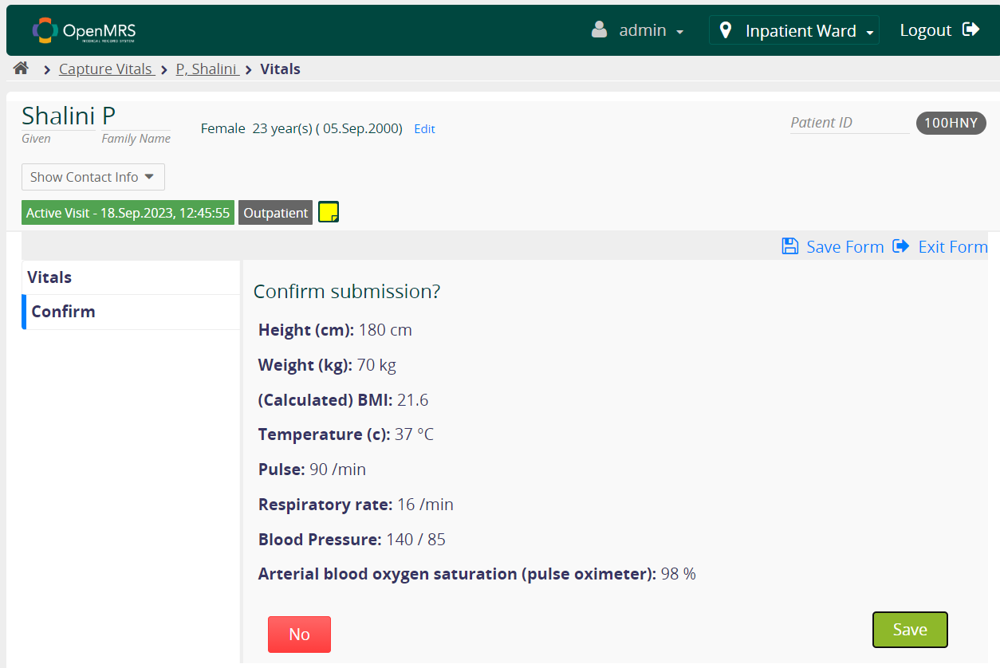 OpenMRS
MEDICAL RECORD SYSTEM
admin
Inpatient Ward
Logout
Capture Vitals
P, Shalini
Vitals
Shalini P
Given
Family Name
Female 23 year(s) ( 05.Sep.2000) Edit
Patient ID
100HNY
Show Contact Info
Active Visit - 18.Sep.2023, 12:45:55
Outpatient
Save Form
Exit Form
Vitals
Confirm
Confirm submission?
Height (cm): 180 cm
Weight (kg): 70 kg
(Calculated) BMI: 21.6
Temperature (c): 37 °C
Pulse: 90 /min
Respiratory rate: 16 /min
Blood Pressure: 140 / 85
Arterial blood oxygen saturation (pulse oximeter): 98 %
No
Save